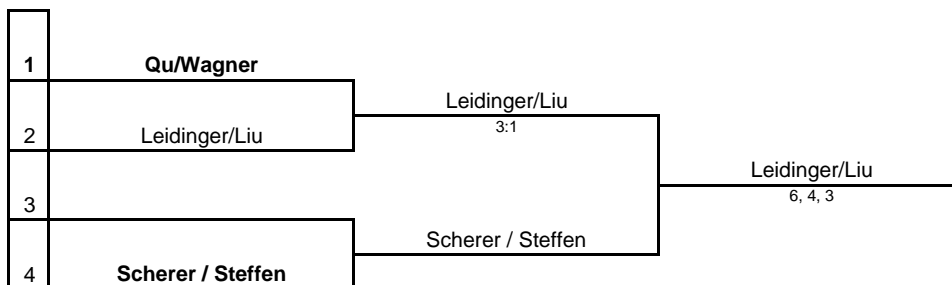 1 Qu/Wagner
Leidinger/Liu
3:1
2 Leidinger/Liu
Leidinger/Liu
6, 4, 3
3
Scherer / Steffen
4 Scherer / Steffen